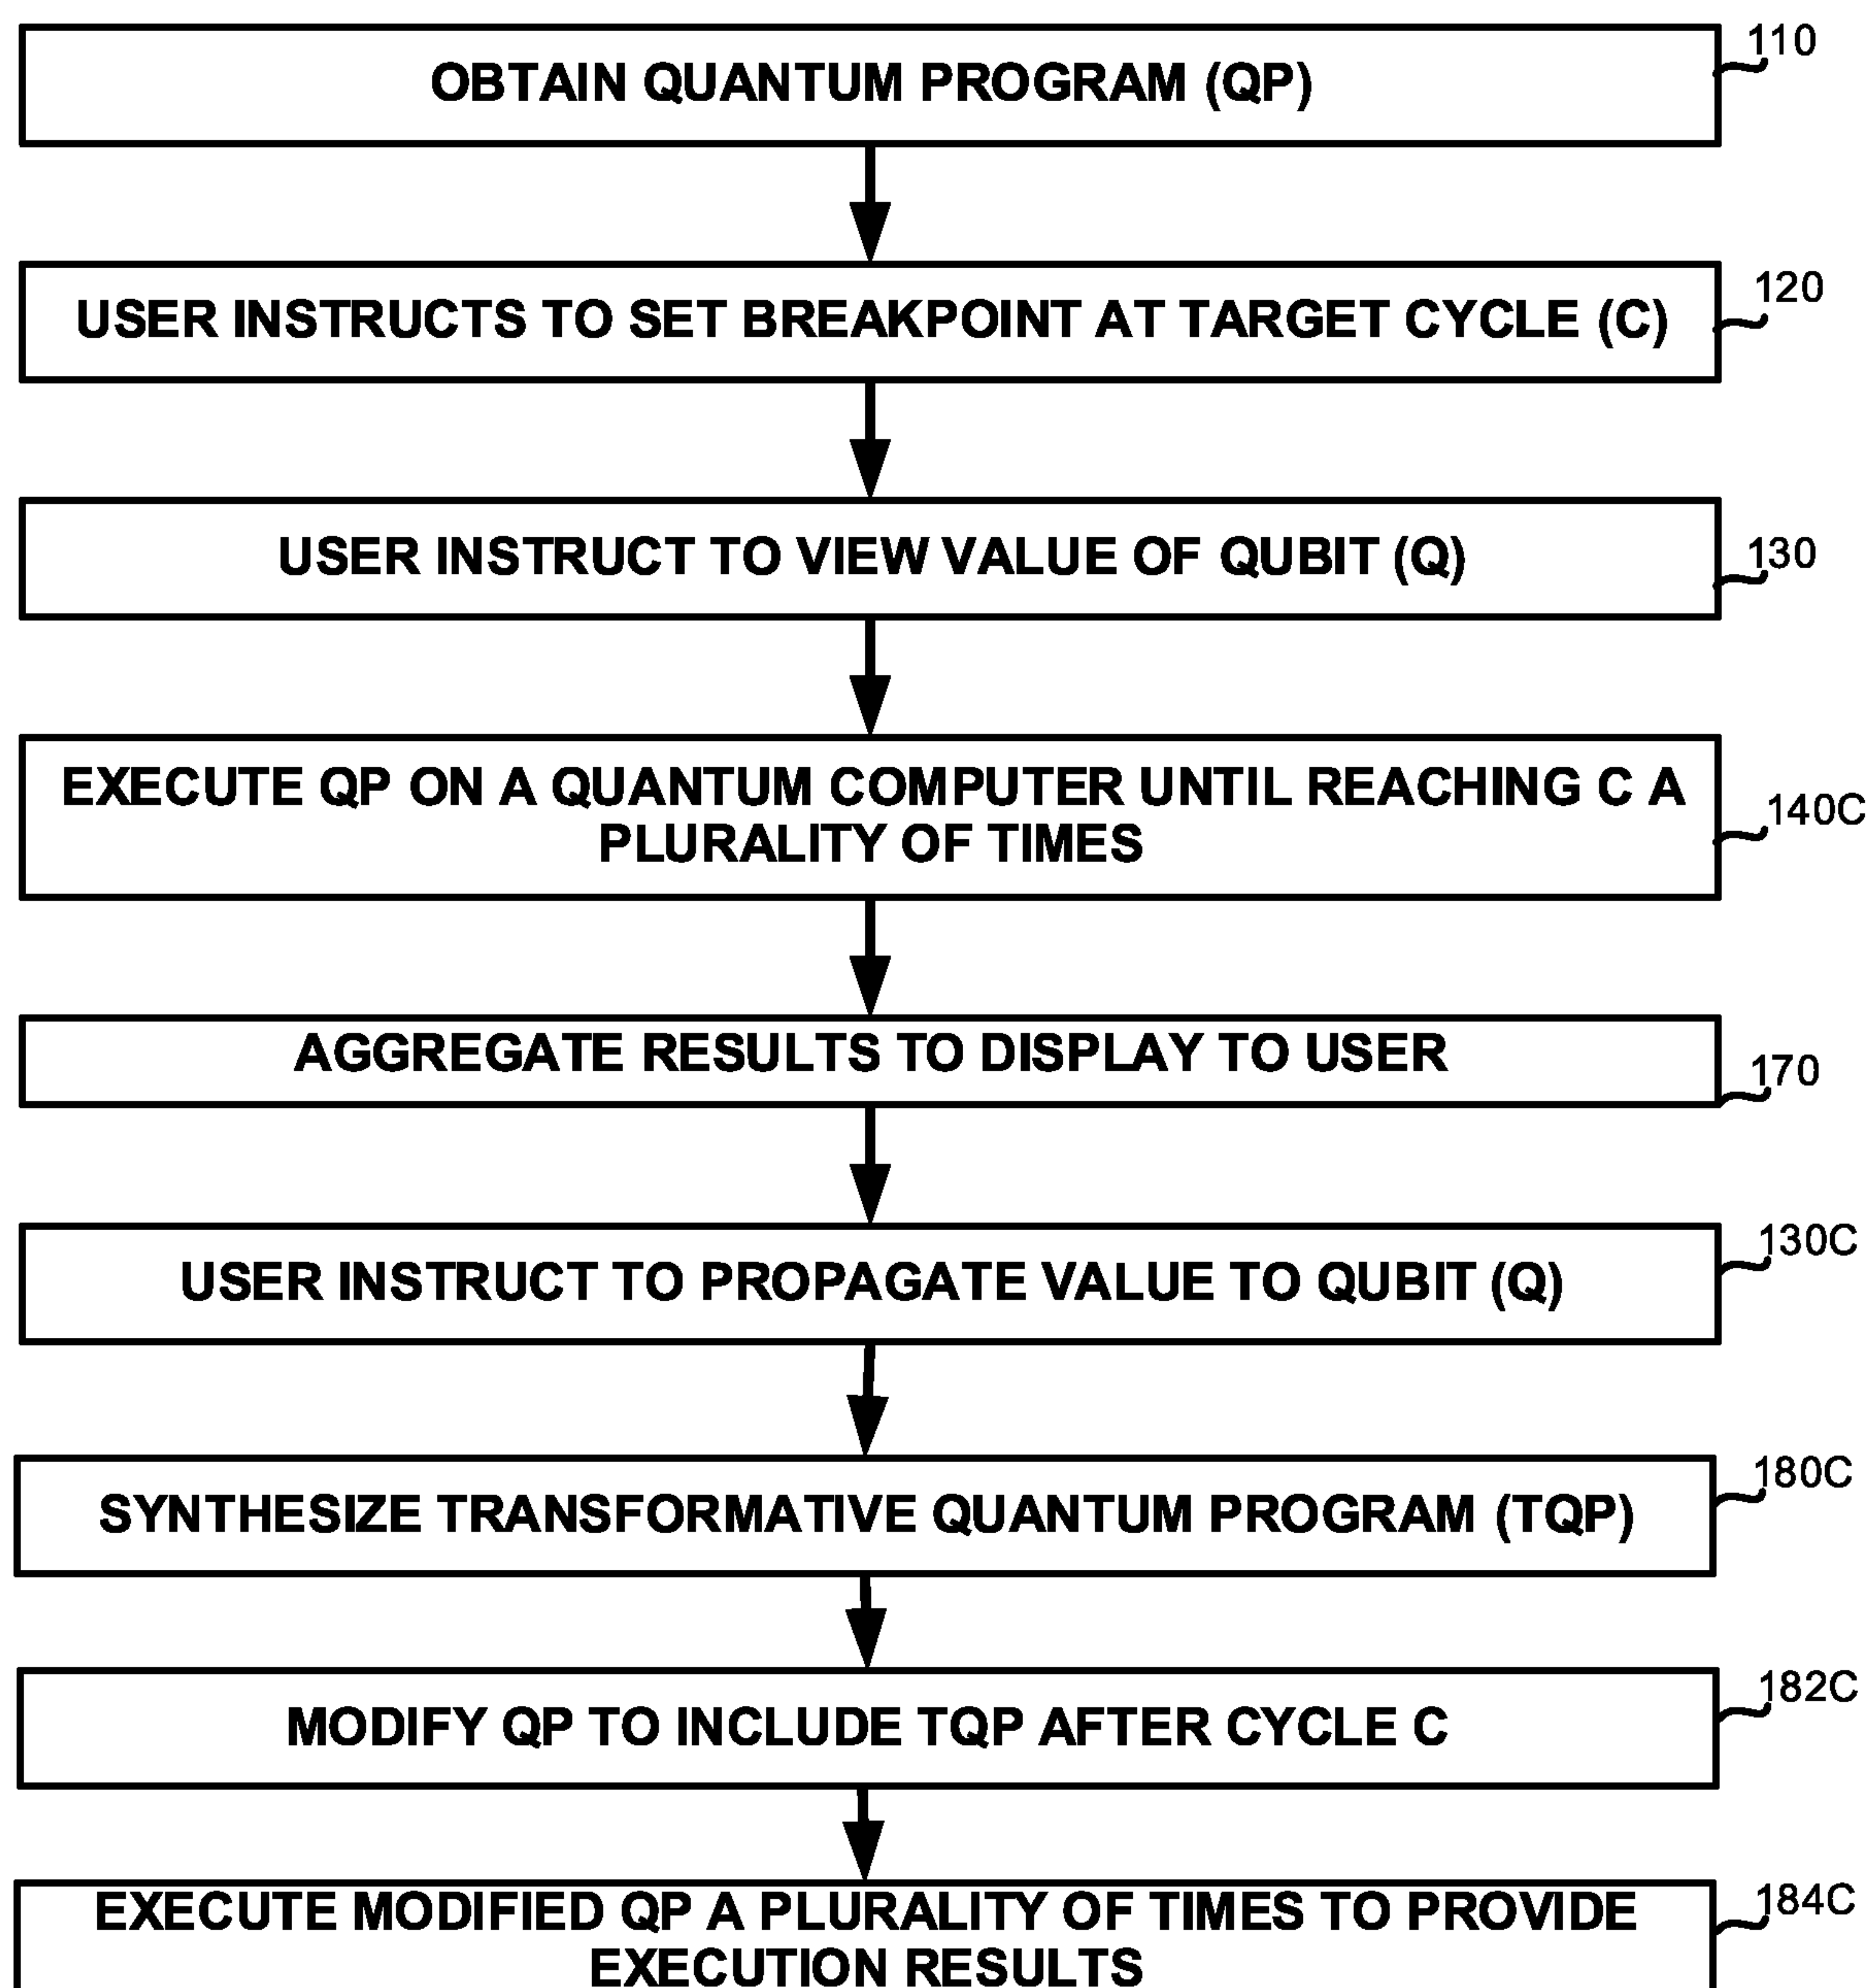 110
OBTAIN QUANTUM PROGRAM (QP)
120
USER INSTRUCTS TO SET BREAKPOINT AT TARGET CYCLE (C)
130
USER INSTRUCT TO VIEW VALUE OF QUBIT (Q)
140C
EXECUTE QP ON A QUANTUM COMPUTER UNTIL REACHING C A
PLURALITY OF TIMES
AGGREGATE RESULTS TO DISPLAY TO USER
170
130C
USER INSTRUCT TO PROPAGATE VALUE TO QUBIT (Q)
180C
SYNTHESIZE TRANSFORMATIVE QUANTUM PROGRAM (TQP)
182C
MODIFY QP TO INCLUDE TQP AFTER CYCLE C
184C
EXECUTE MODIFIED QP A PLURALITY OF TIMES TO PROVIDE
EXECUTION RESULTS